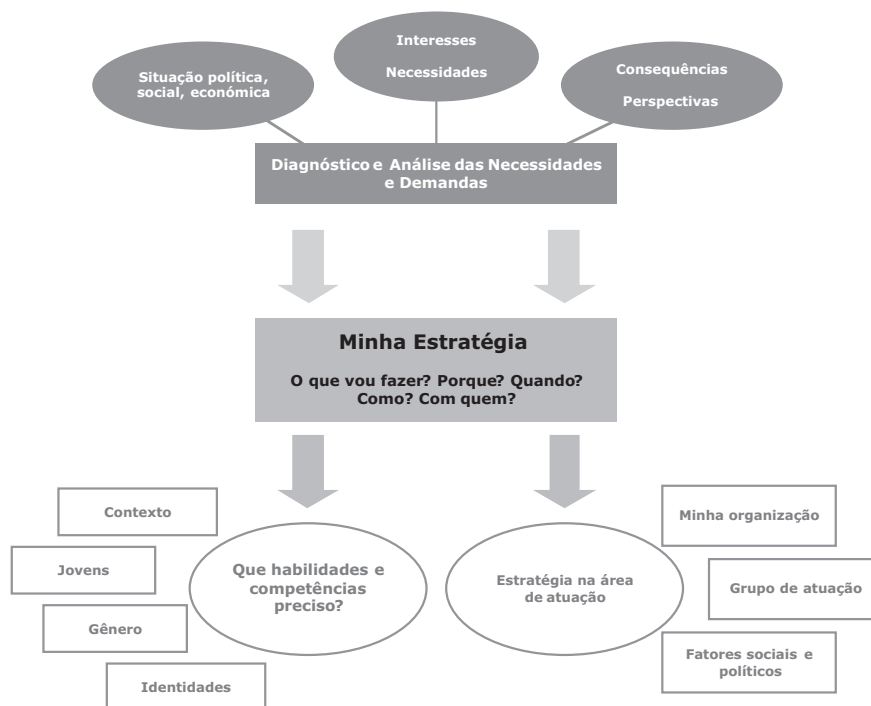 Interesses
Necessidades
Situação política,
social, económica
Consequências
Perspectivas
Diagnóstico e Análise das Necessidades
e Demandas
Minha Estratégia
O que vou fazer? Porque? Quando?
Como? Com quem?
Contexto
Jovens
Gênero
Identidades
Que habilidades e
competências
preciso?
Estratégia na área
de atuação
Minha organização
Grupo de atuação
Fatores sociais e
políticos